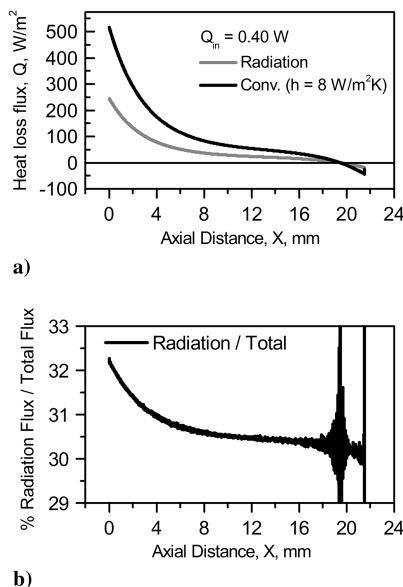 Heat loss flux, Q, W/m²
500
400
300
200
100
0
-100
Q_in = 0.40 W
Radiation
Conv. (h = 8 W/m²K)
0 4 8 12 16 20 24
Axial Distance, X, mm
a)
% Radiation Flux / Total Flux
33
32
31
30
29
Radiation / Total
0 4 8 12 16 20 24
Axial Distance, X, mm
b)